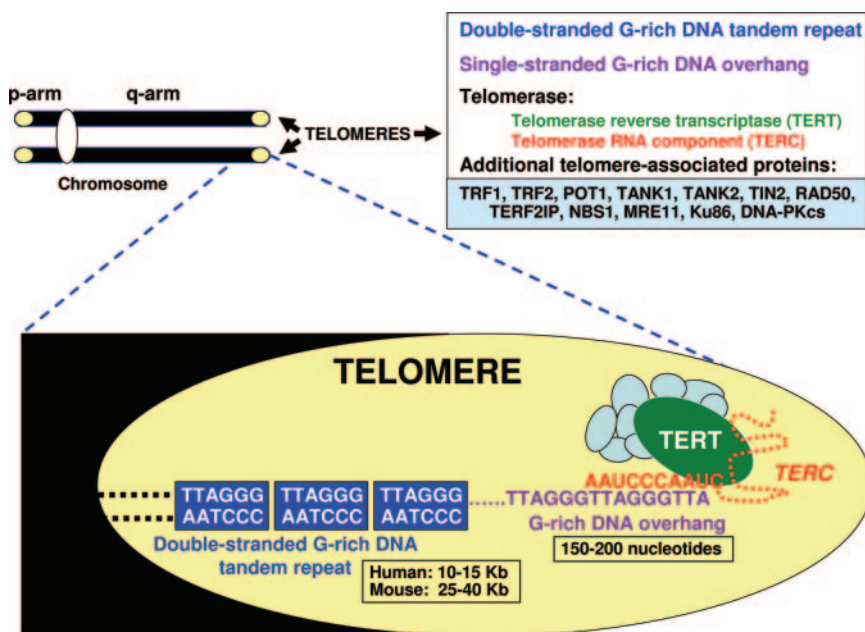 Double-stranded G-rich DNA tandem repeat
Single-stranded G-rich DNA overhang
Telomerase:
Telomerase reverse transcriptase (TERT)
Telomerase RNA component (TERC)
Additional telomere-associated proteins:
TRF1, TRF2, POT1, TANK1, TANK2, TIN2, RAD50,
TERF2IP, NBS1, MRE11, Ku86, DNA-PKcs
p-arm q-arm
TELOMERES
Chromosome
TELOMERE
TERT
TERC
AAUCCCAAUC
TTAGGG TTAGGG TTAGGG ......TTAGGGTTAGGGTTA
AATCCC AATCCC AATCCC
G-rich DNA overhang
Double-stranded G-rich DNA
tandem repeat
150-200 nucleotides
Human: 10-15 Kb
Mouse: 25-40 Kb